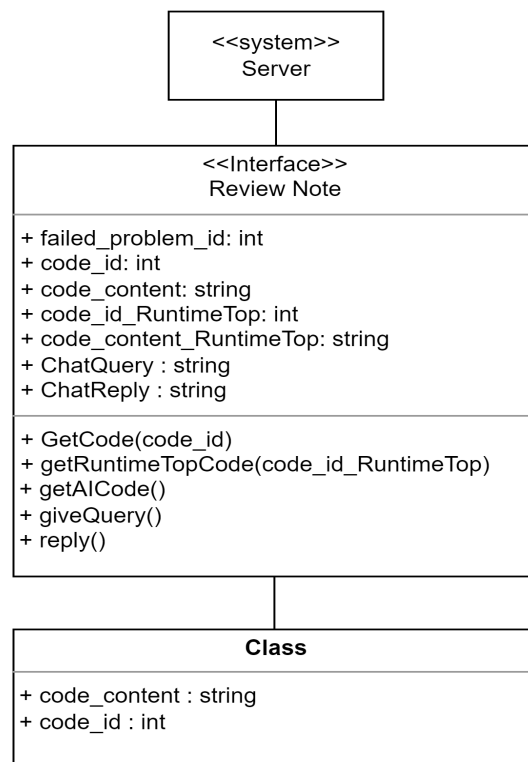 <<system>>
Server
<<Interface>>
Review Note
+ failed_problem_id: int
+ code_id: int
+ code_content: string
+ code_id_RuntimeTop: int
+ code_content_RuntimeTop: string
+ ChatQuery : string
+ ChatReply : string
+ GetCode(code_id)
+ getRuntimeTopCode(code_id_RuntimeTop)
+ getAICode()
+ giveQuery()
+ reply()
Class
+ code_content : string
+ code_id : int